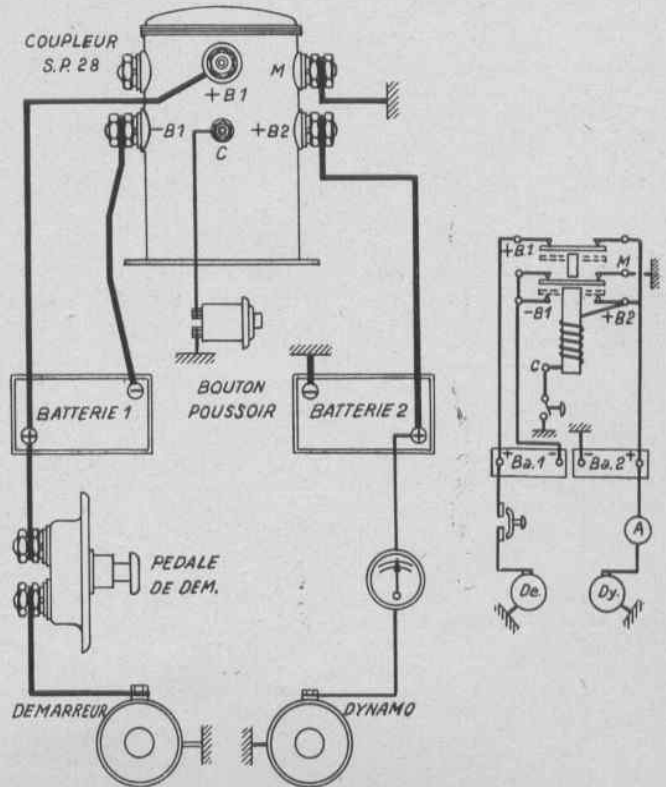 COUPLEUR
S.P. 28
+B1
M
-B1
C
+B2
BATTERIE 1
BOUTON
POUSSOIR
BATTERIE 2
PEDALE
DE DEM.
DEMARREUR
DYNAMO
+B1
M
-B1
+B2
C
+ Ba.1 -
- Ba.2 +
A
De.
Dy.